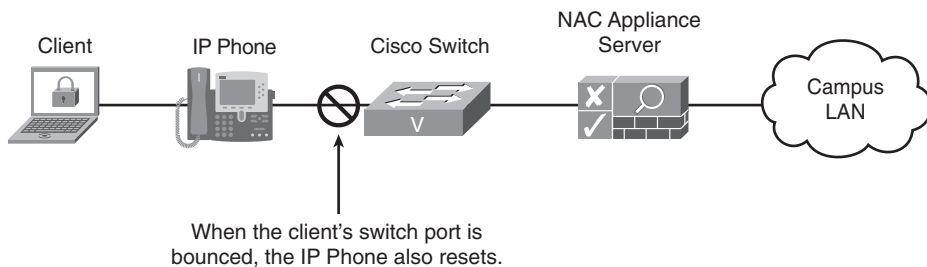 Client
IP Phone
Cisco Switch
NAC Appliance
Server
Campus
LAN
V
When the client's switch port is
bounced, the IP Phone also resets.